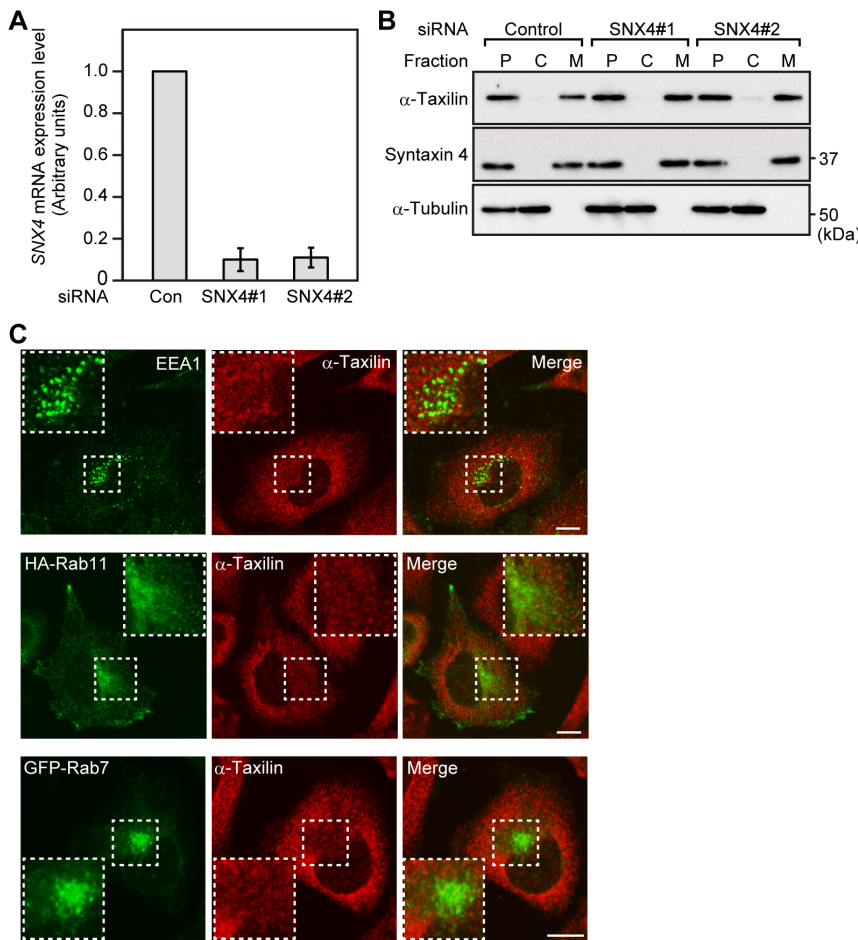 A
SNX4 mRNA expression level
(Arbitrary units)
1.0
0.8
0.6
0.4
0.2
0
siRNA Con SNX4#1 SNX4#2
B
siRNA Control SNX4#1 SNX4#2
Fraction P C M P C M P C M
α-Taxilin
Syntaxin 4 37
α-Tubulin 50
(kDa)
C
EEA1 α-Taxilin Merge
HA-Rab11 α-Taxilin Merge
GFP-Rab7 α-Taxilin Merge